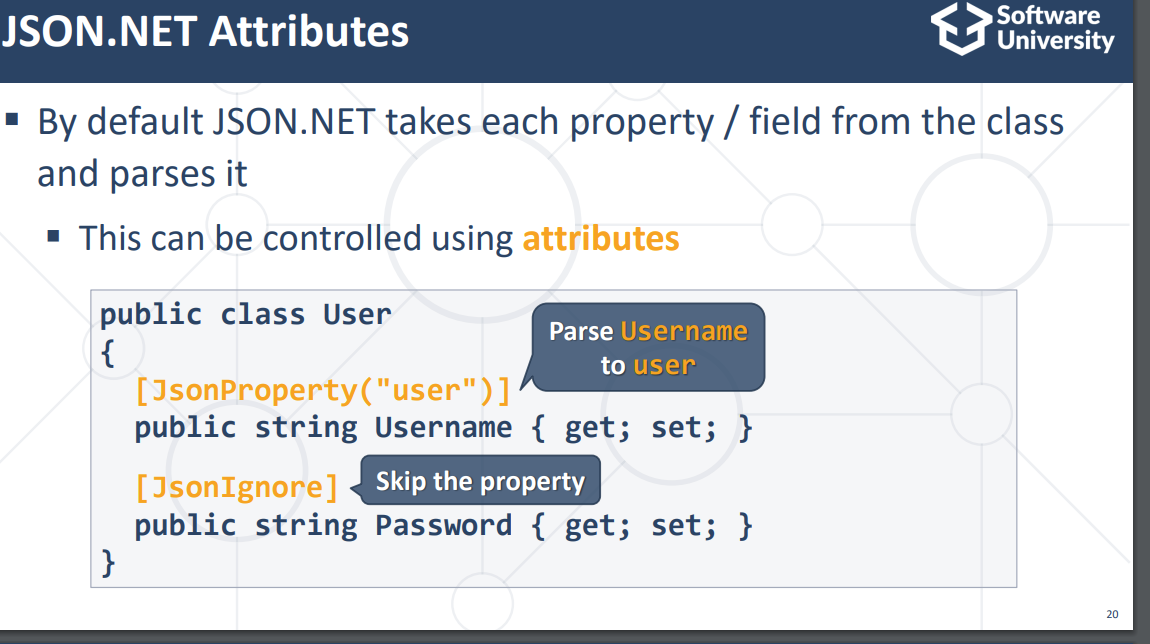 JSON.NET Attributes
Software
University
▪ By default JSON.NET takes each property / field from the class
and parses it
▪ This can be controlled using attributes
public class User
{
[JsonProperty("user")]
Parse Username
to user
public string Username { get; set; }
[JsonIgnore]
Skip the property
public string Password { get; set; }
}
20